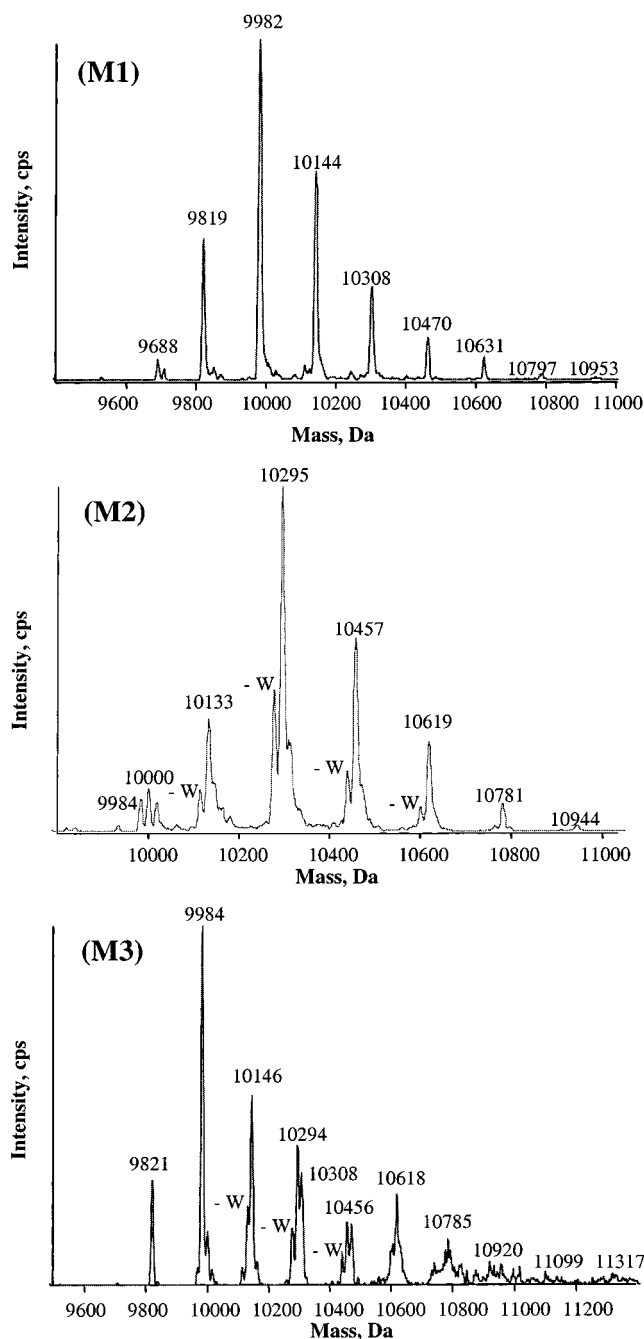 (M1)
Intensity, cps
9688
9819
9982
10144
10308
10470
10631
10797
10953
9600 9800 10000 10200 10400 10600 10800 11000
Mass, Da
(M2)
Intensity, cps
9984
10000
- W
10133
- W
10295
- W
10457
- W
10619
10781
10944
10000 10200 10400 10600 10800 11000
Mass, Da
(M3)
Intensity, cps
9821
9984
- W
10146
- W
10294
10308
- W
10456
10618
10785
10920
11099
11317
9600 9800 10000 10200 10400 10600 10800 11000 11200
Mass, Da